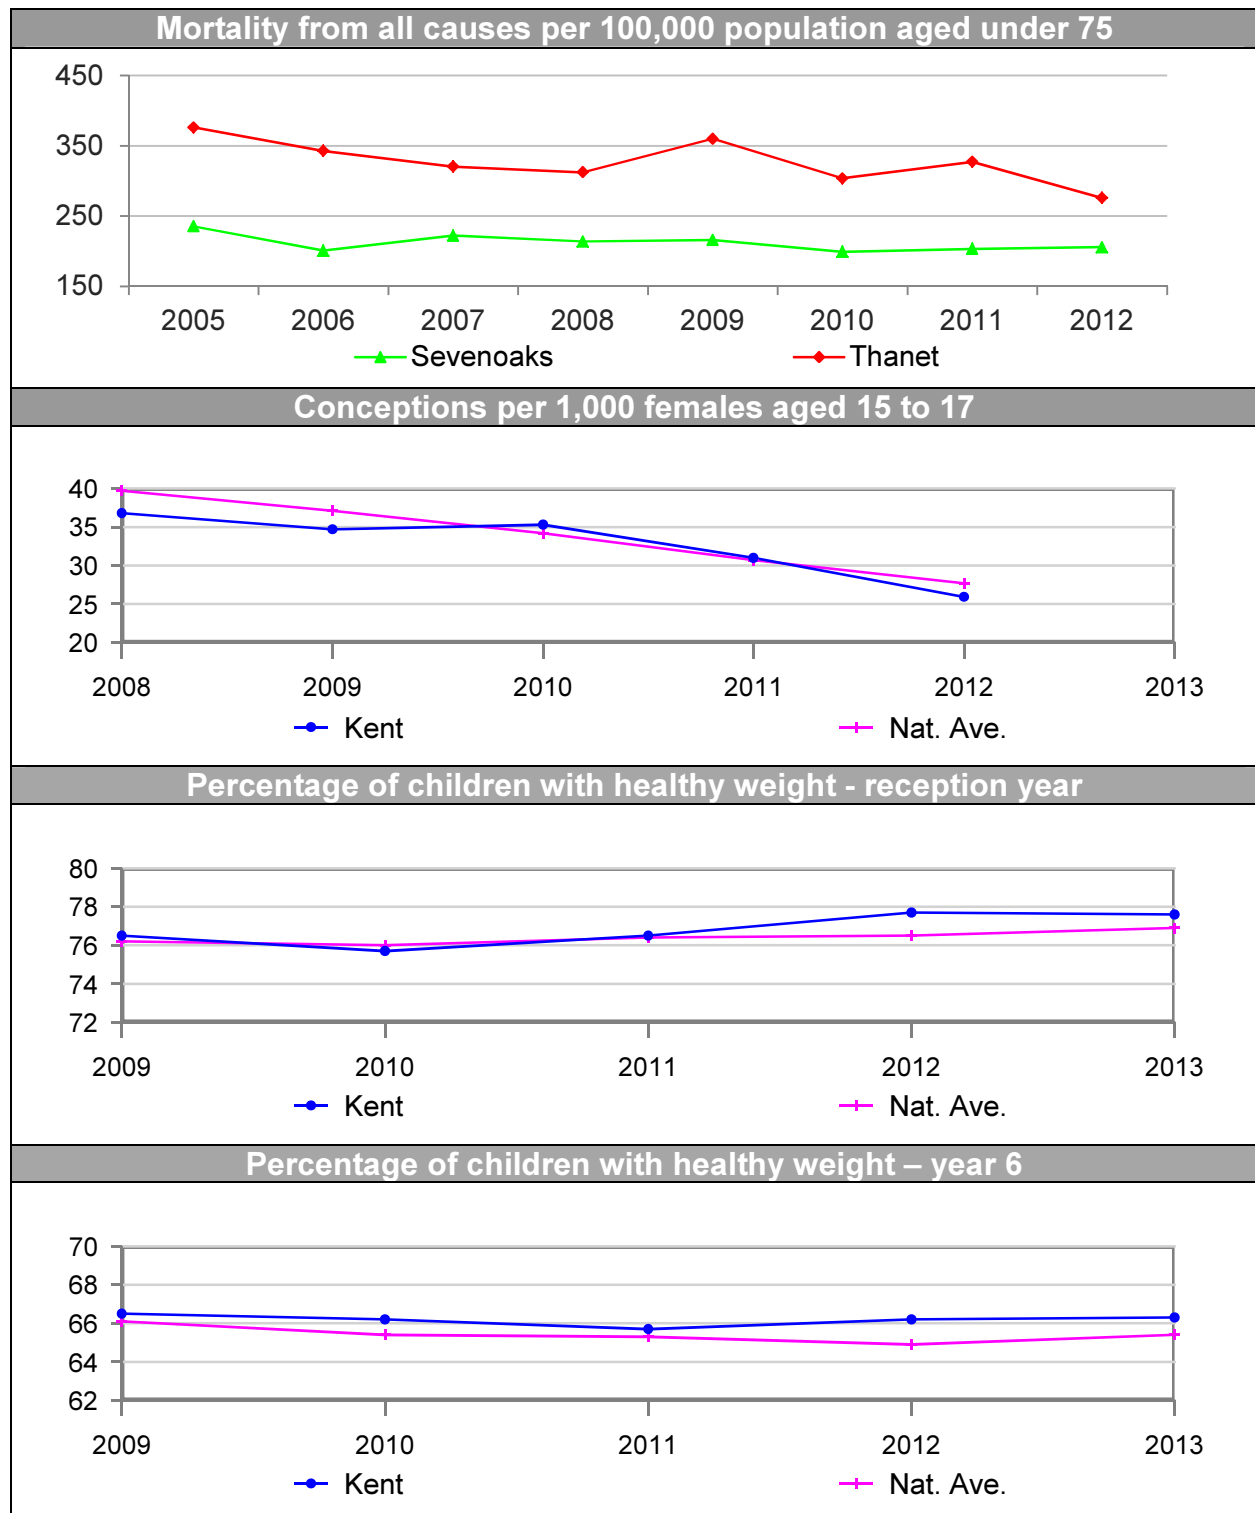 Mortality from all causes per 100,000 population aged under 75
450
350
250
150
2005 2006 2007 2008 2009 2010 2011 2012
Sevenoaks Thanet
Conceptions per 1,000 females aged 15 to 17
40
35
30
25
20
2008 2009 2010 2011 2012 2013
Kent Nat. Ave.
Percentage of children with healthy weight - reception year
80
78
76
74
72
2009 2010 2011 2012 2013
Kent Nat. Ave.
Percentage of children with healthy weight – year 6
70
68
66
64
62
2009 2010 2011 2012 2013
Kent Nat. Ave.